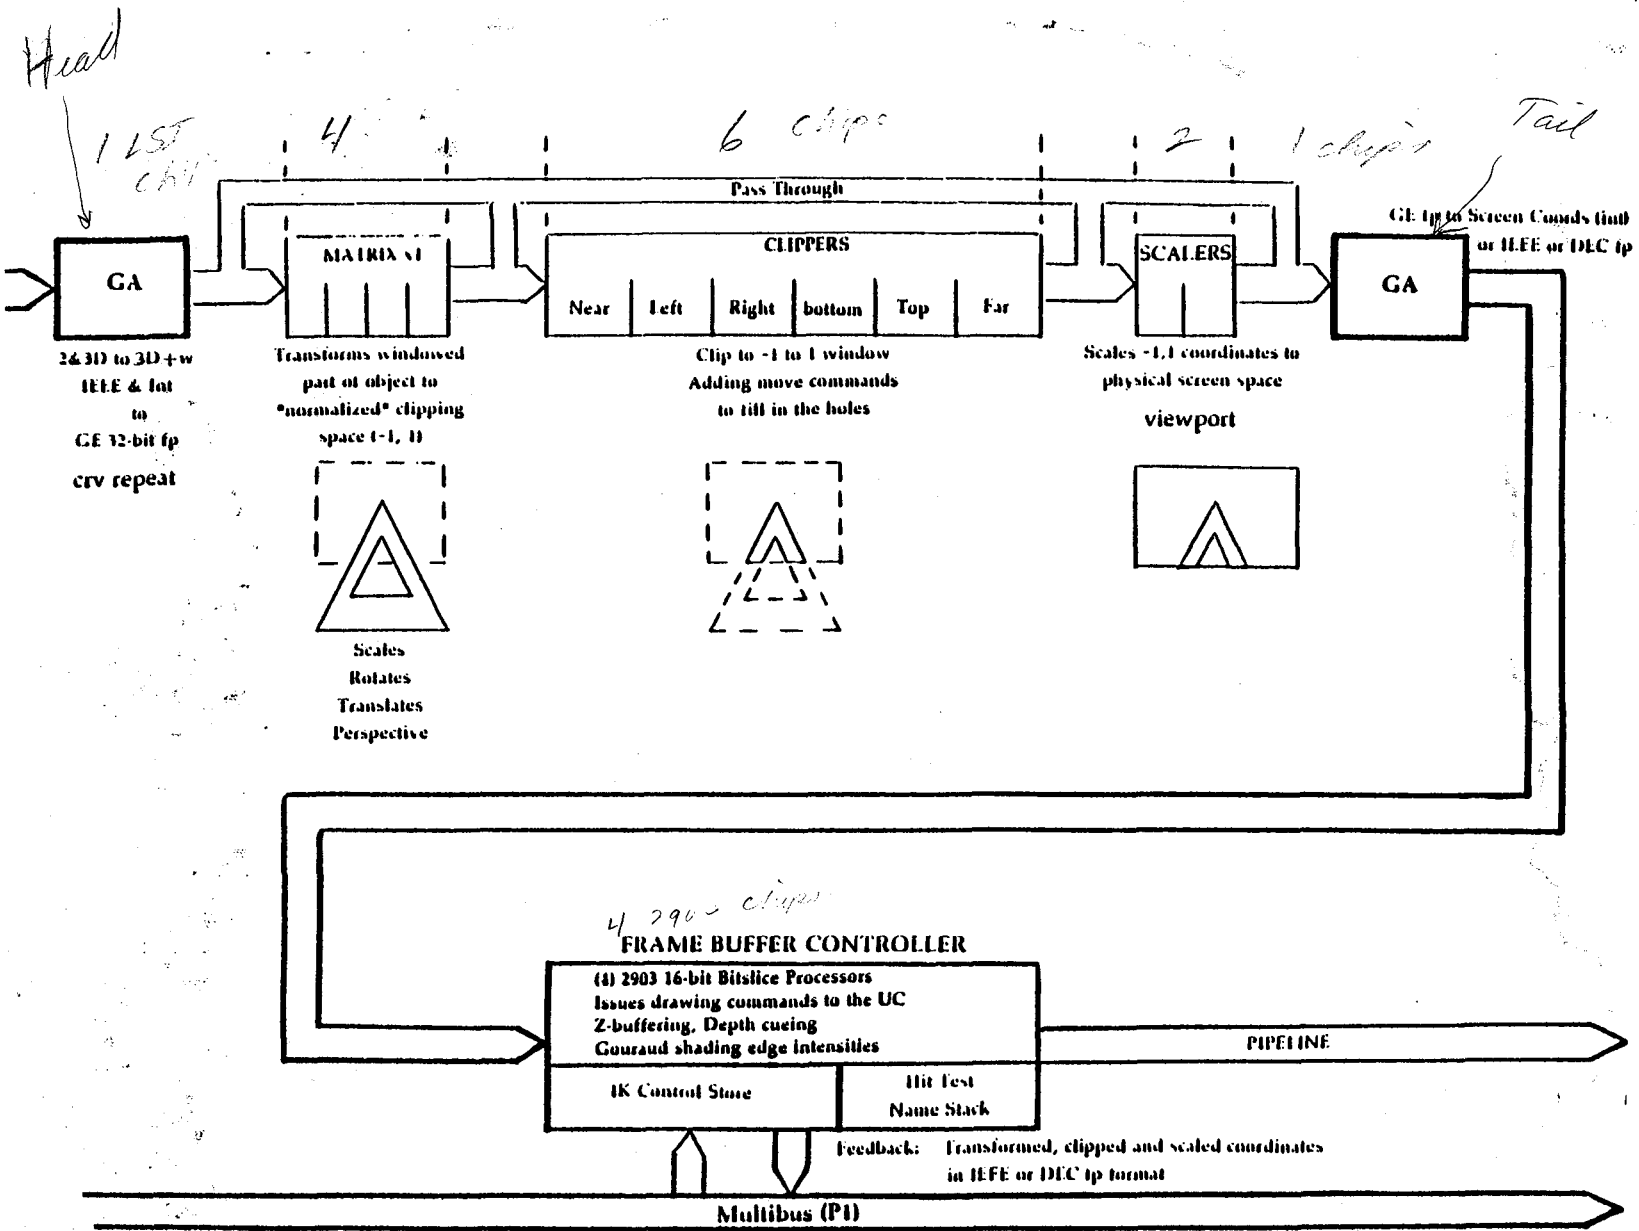 Head
Tail
4
6 chips
2
1 chips
1
Pass Through
GE fp to Screen Coords (int)
or IEEE or DEC fp
GA
MATRIX
CLIPPERS
SCALERS
GA
Near
Left
Right
bottom
Top
Far
2&3D to 3D+w
IEEE & Int
to
GE 32-bit fp
crv repeat
Transforms windowed
part of object to
"normalized" clipping
space (-1, 1)
Clip to -1 to 1 window
Adding move commands
to fill in the holes
Scales -1,1 coordinates to
physical screen space
viewport
Scales
Rotates
Translates
Perspective
4 chips
FRAME BUFFER CONTROLLER
(4) 2903 16-bit Bitslice Processors
Issues drawing commands to the UC
Z-buffering, Depth cueing
Gouraud shading edge intensities
Control Store
Hit Test
Name Stack
PIPELINE
Feedback: Transformed, clipped and scaled coordinates
in IEEE or DEC fp format
Multibus (P1)